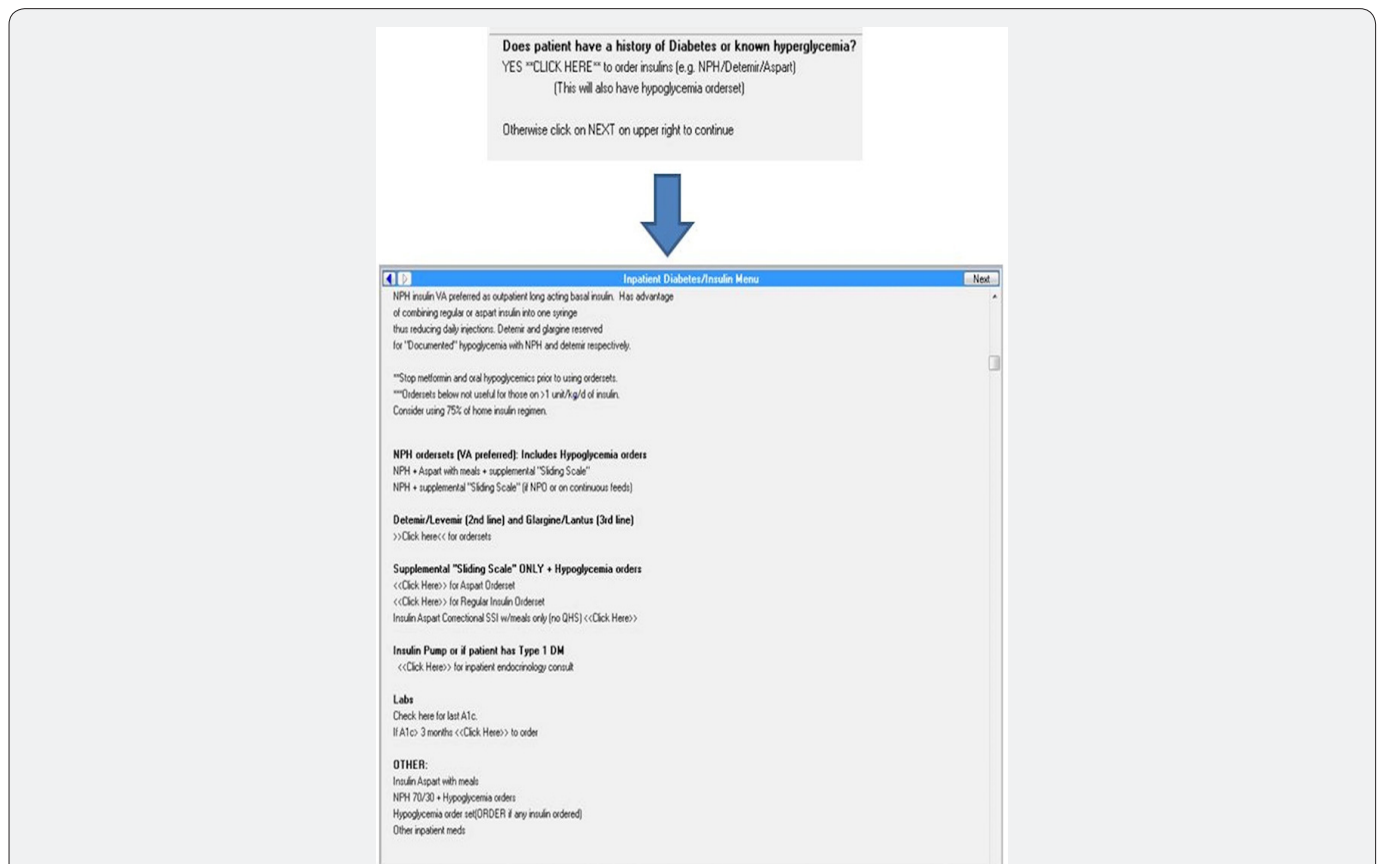 Does patient have a history of Diabetes or known hyperglycemia?
YES **CLICK HERE** to order insulins (e.g. NPH/Detemir/Aspart)
(This will also have hypoglycemia orderset)
Otherwise click on NEXT on upper right to continue
Inpatient Diabetes/Insulin Menu Next
NPH insulin VA preferred as outpatient long acting basal insulin. Has advantage
of combining regular or aspart insulin into one syringe
thus reducing daily injections. Detemir and glargine reserved
for "Documented" hypoglycemia with NPH and detemir respectively.
**Stop metformin and oral hypoglycemics prior to using ordersets.
***Ordersets below not useful for those on >1 unit/kg/d of insulin.
Consider using 75% of home insulin regimen.
NPH ordersets (VA preferred): Includes Hypoglycemia orders
NPH + Aspart with meals + supplemental "Sliding Scale"
NPH + supplemental "Sliding Scale" (if NPO or on continuous feeds)
Detemir/Levemir (2nd line) and Glargine/Lantus (3rd line)
>>Click here<< for ordersets
Supplemental "Sliding Scale" ONLY + Hypoglycemia orders
<<Click Here>> for Aspart Orderset
<<Click Here>> for Regular Insulin Orderset
Insulin Aspart Correctional SSI w/meals only (no QHS) <<Click Here>>
Insulin Pump or if patient has Type 1 DM
<<Click Here>> for inpatient endocrinology consult
Labs
Check here for last A1c.
If A1c> 3 months <<Click Here>> to order
OTHER:
Insulin Aspart with meals
NPH 70/30 + Hypoglycemia orders
Hypoglycemia order set(ORDER if any insulin ordered)
Other inpatient meds